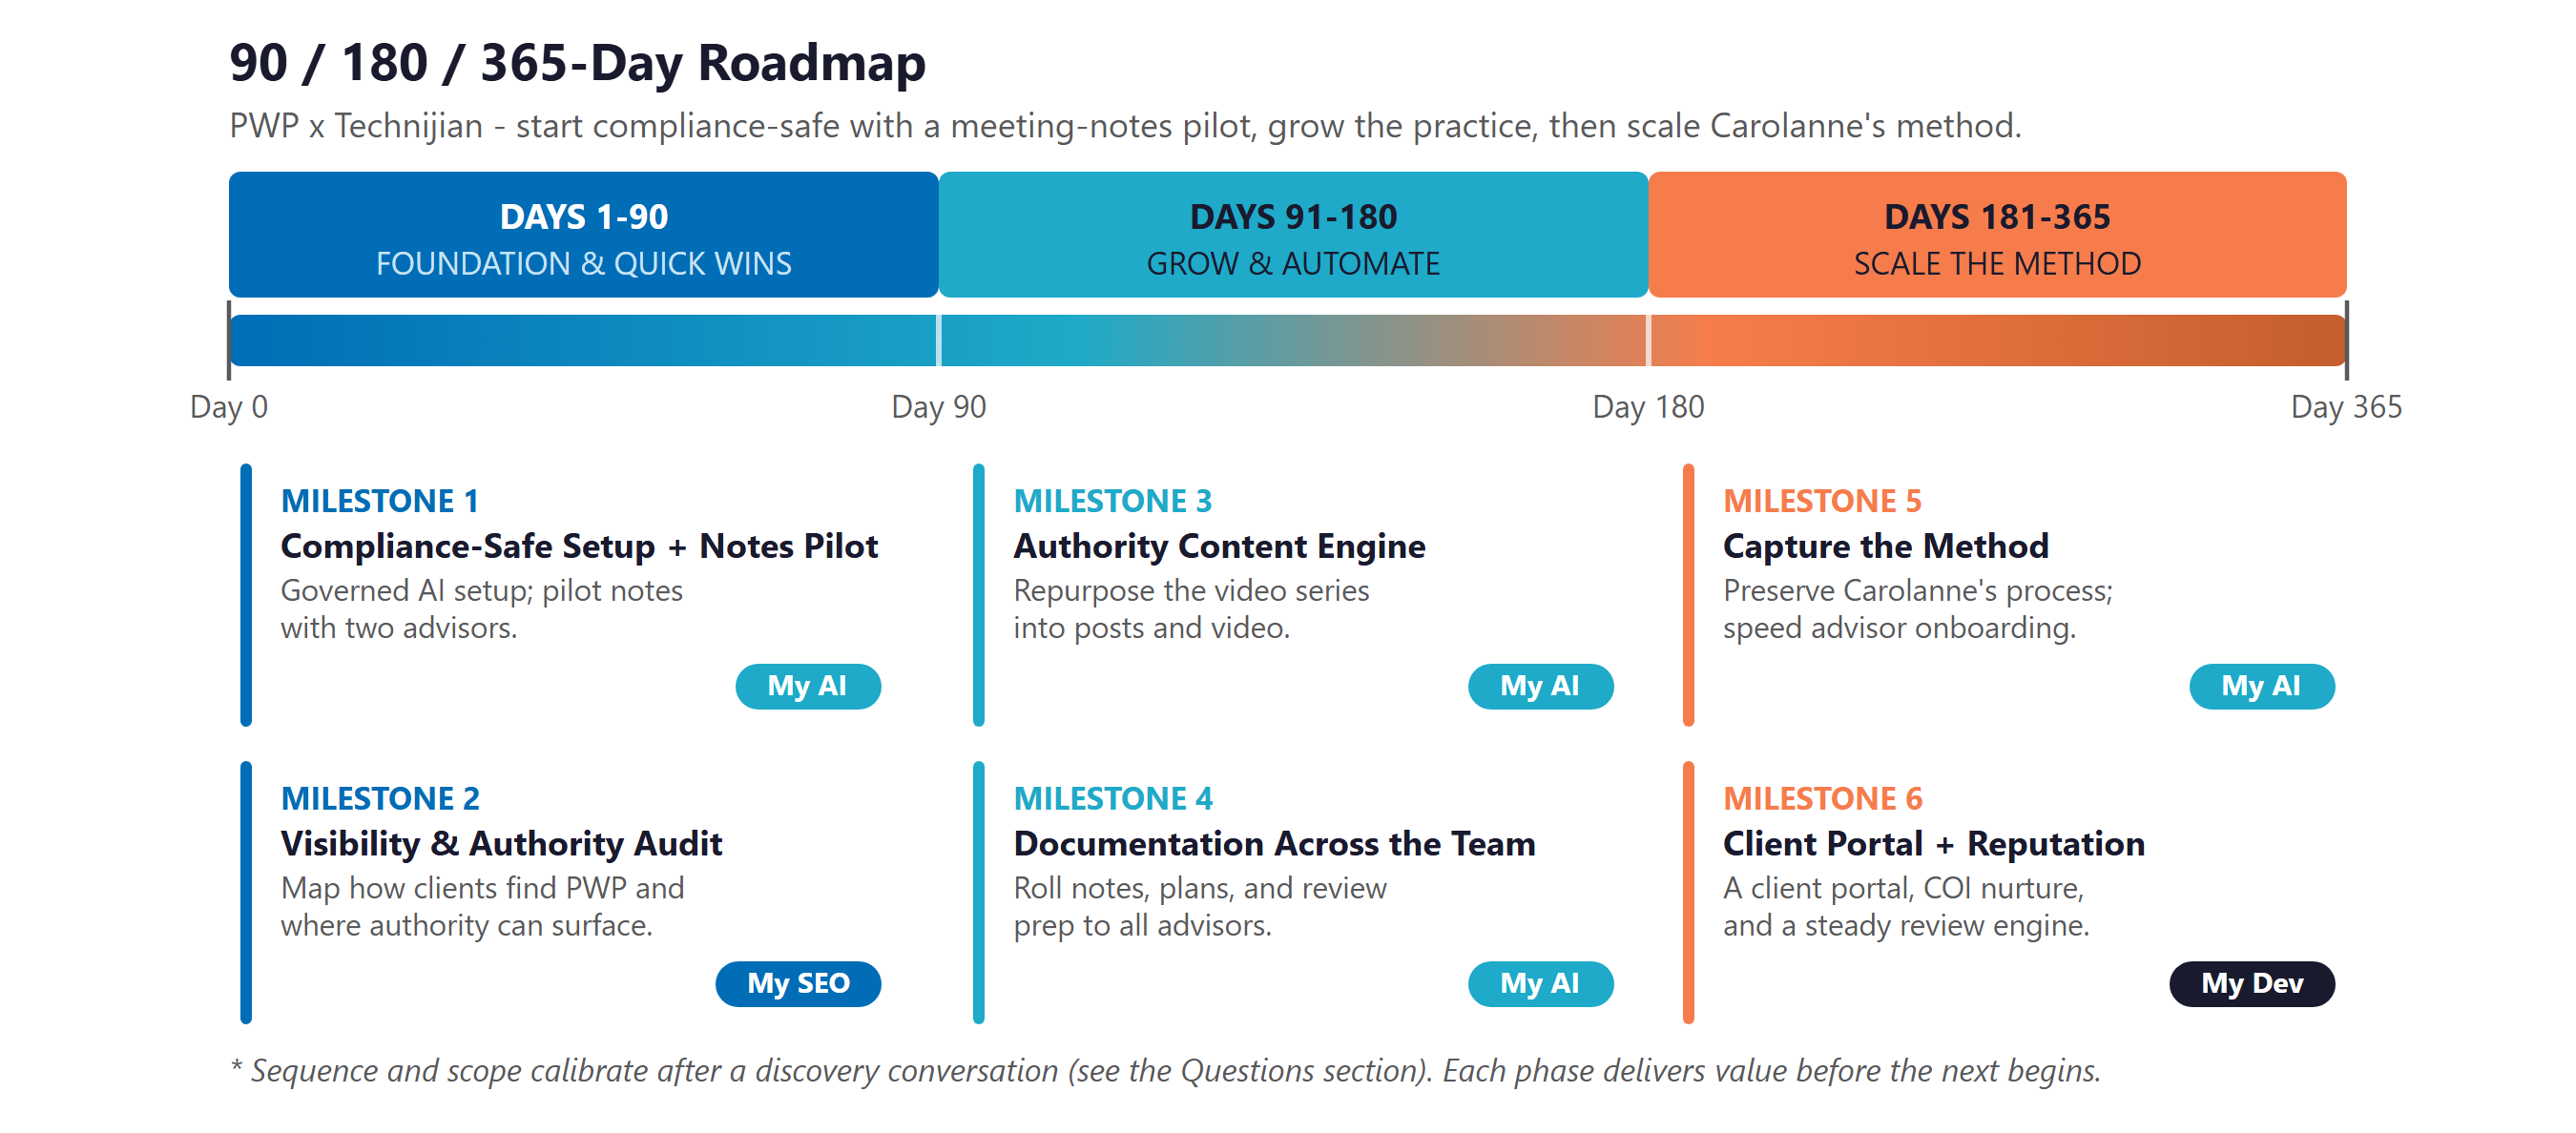 90 / 180 / 365-Day Roadmap
PWP x Technijian - start compliance-safe with a meeting-notes pilot, grow the practice, then scale Carolanne's method.
DAYS 1-90
FOUNDATION & QUICK WINS
DAYS 91-180
GROW & AUTOMATE
DAYS 181-365
SCALE THE METHOD
Day 0
Day 90
Day 180
Day 365
MILESTONE 1
Compliance-Safe Setup + Notes Pilot
Governed AI setup; pilot notes
with two advisors.
My AI
MILESTONE 3
Authority Content Engine
Repurpose the video series
into posts and video.
My AI
MILESTONE 5
Capture the Method
Preserve Carolanne's process;
speed advisor onboarding.
My AI
MILESTONE 2
Visibility & Authority Audit
Map how clients find PWP and
where authority can surface.
My SEO
MILESTONE 4
Documentation Across the Team
Roll notes, plans, and review
prep to all advisors.
My AI
MILESTONE 6
Client Portal + Reputation
A client portal, COI nurture,
and a steady review engine.
My Dev
* Sequence and scope calibrate after a discovery conversation (see the Questions section). Each phase delivers value before the next begins.